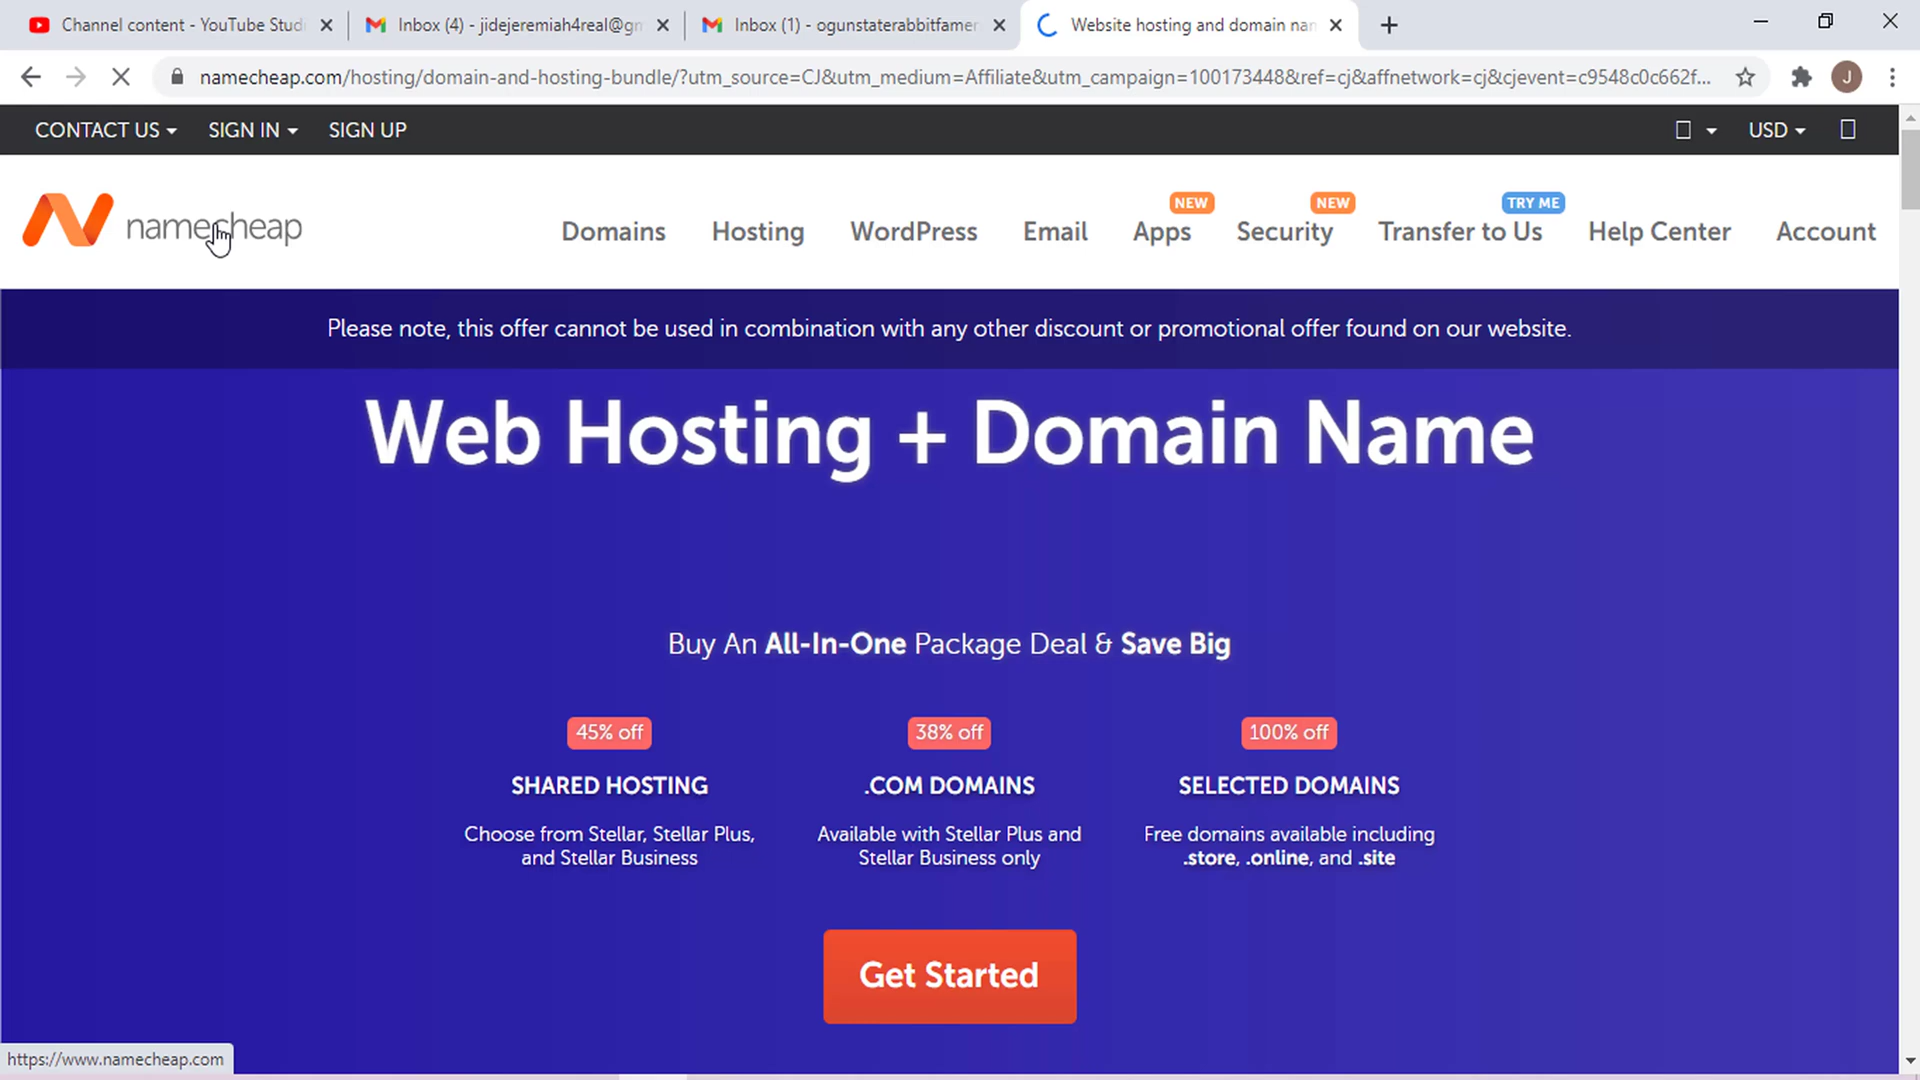 Channel content - YouTube Studi
Inbox (4) - jidejeremiah4real@gm
Inbox (1) - ogunstaterabbitfamer
Website hosting and domain nam
namecheap.com/hosting/domain-and-hosting-bundle/?utm_source=CJ&utm_medium=Affiliate&utm_campaign=100173448&ref=cj&affnetwork=cj&cjevent=c9548c0c662f...
J
CONTACT US
SIGN IN
SIGN UP
USD
namecheap
Domains
Hosting
WordPress
Email
NEW
Apps
NEW
Security
TRY ME
Transfer to Us
Help Center
Account
Please note, this offer cannot be used in combination with any other discount or promotional offer found on our website.
Web Hosting + Domain Name
Buy An All-In-One Package Deal & Save Big
45% off
SHARED HOSTING
Choose from Stellar, Stellar Plus,
and Stellar Business
38% off
.COM DOMAINS
Available with Stellar Plus and
Stellar Business only
100% off
SELECTED DOMAINS
Free domains available including
.store, .online, and .site
Get Started
https://www.namecheap.com